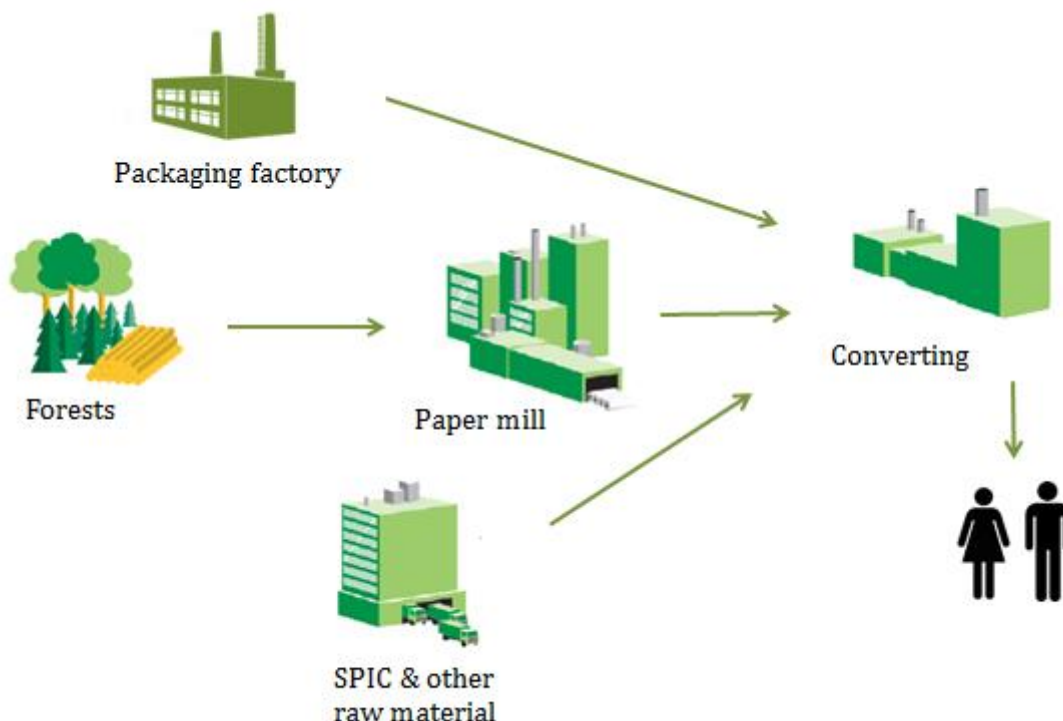 Packaging factory
Forests
Paper mill
Converting
SPIC & other
raw material